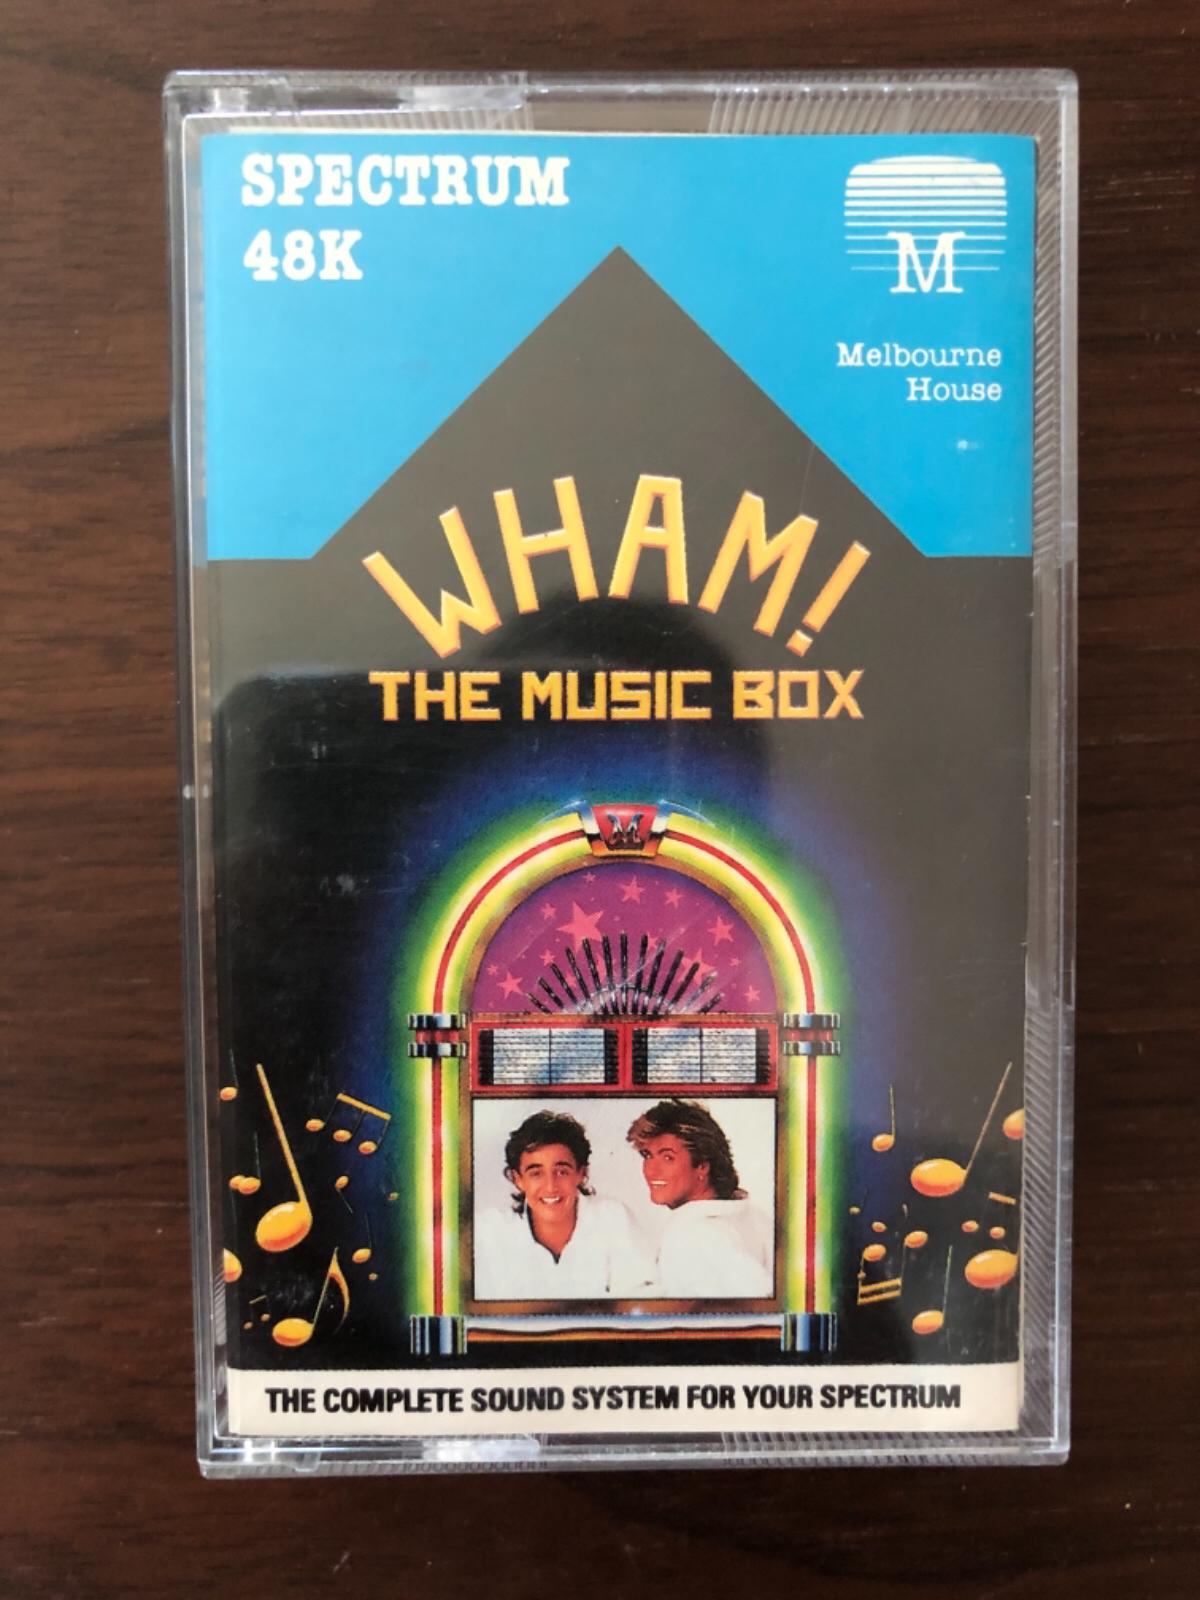 SPECTRUM
48K
M
Melbourne
House
WHAM!
THE MUSIC BOX
M
THE COMPLETE SOUND SYSTEM FOR YOUR SPECTRUM